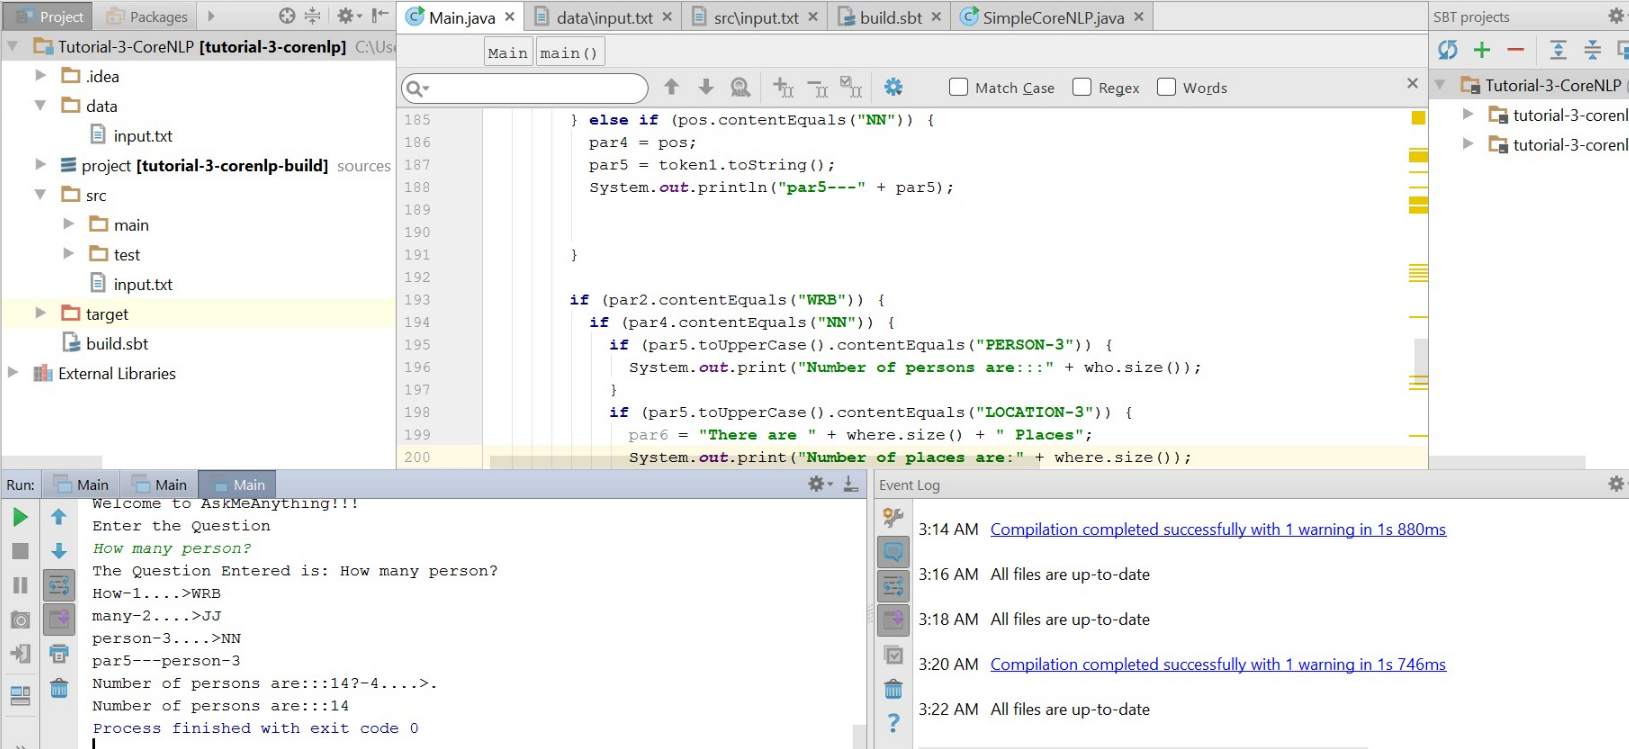 Project
Packages
Tutorial-3-CoreNLP [tutorial-3-corenlp] C:\Use
.idea
data
input.txt
project [tutorial-3-corenlp-build] sources
src
main
test
input.txt
target
build.sbt
External Libraries
Main.java
data\input.txt
src\input.txt
build.sbt
SimpleCoreNLP.java
Main
main()
Match Case
Regex
Words
185 } else if (pos.contentEquals("NN")) {
186 par4 = pos;
187 par5 = token1.toString();
188 System.out.println("par5---" + par5);
189
190
191 }
192
193 if (par2.contentEquals("WRB")) {
194 if (par4.contentEquals("NN")) {
195 if (par5.toUpperCase().contentEquals("PERSON-3")) {
196 System.out.print("Number of persons are:::" + who.size());
197 }
198 if (par5.toUpperCase().contentEquals("LOCATION-3")) {
199 par6 = "There are " + where.size() + " Places";
200 System.out.print("Number of places are:" + where.size());
SBT projects
Tutorial-3-CoreNLP (
tutorial-3-corenl
tutorial-3-corenl
Run:
Main
Main
Main
Welcome to AskMeAnything!!!
Enter the Question
How many person?
The Question Entered is: How many person?
How-1....>WRB
many-2....>JJ
person-3....>NN
par5---person-3
Number of persons are:::14?-4....>.
Number of persons are:::14
Process finished with exit code 0
Event Log
3:14 AM Compilation completed successfully with 1 warning in 1s 880ms
3:16 AM All files are up-to-date
3:18 AM All files are up-to-date
3:20 AM Compilation completed successfully with 1 warning in 1s 746ms
3:22 AM All files are up-to-date